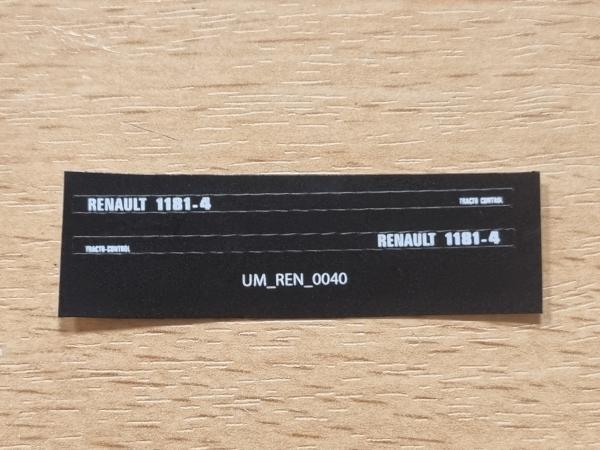 RENAULT 1181-4 TRACTO CONTROL
TRACTO-CONTROL RENAULT 1181-4
UM_REN_0040